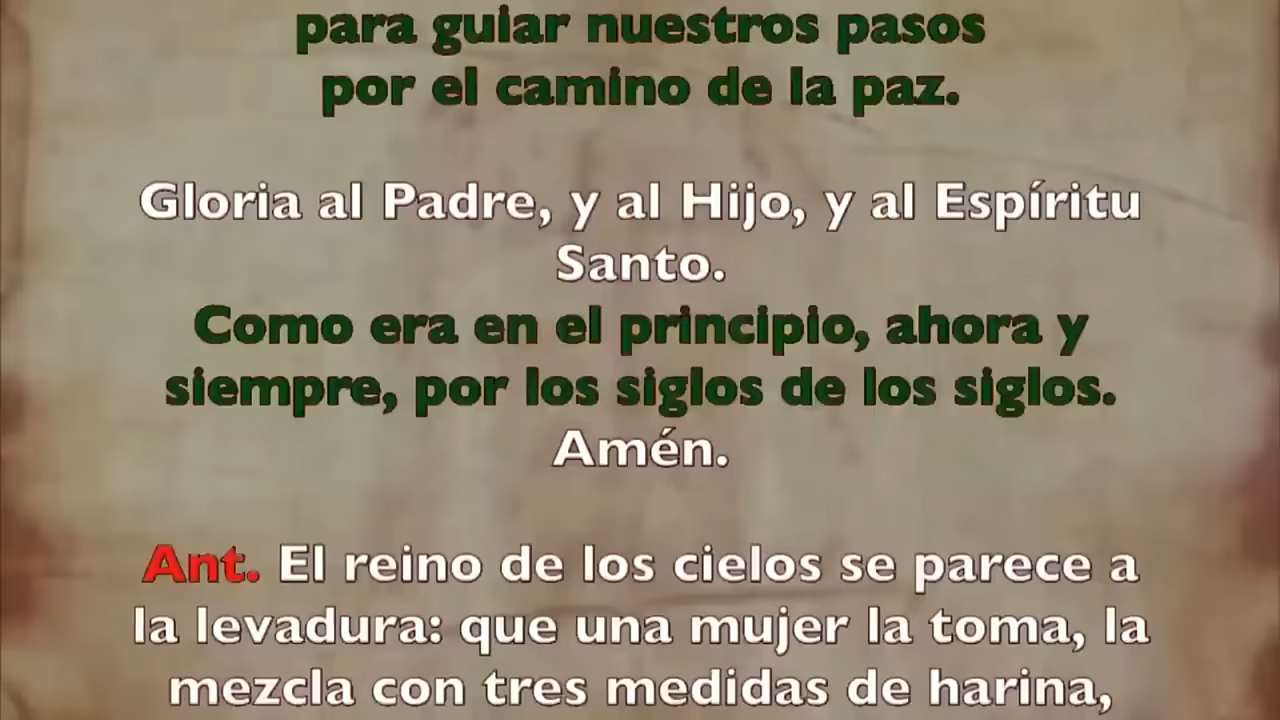 para guiar nuestros pasos
por el camino de la paz.
Gloria al Padre, y al Hijo, y al Espíritu
Santo.
Como era en el principio, ahora y
siempre, por los siglos de los siglos.
Amén.
Ant. El reino de los cielos se parece a
la levadura: que una mujer la toma, la
mezcla con tres medidas de harina,